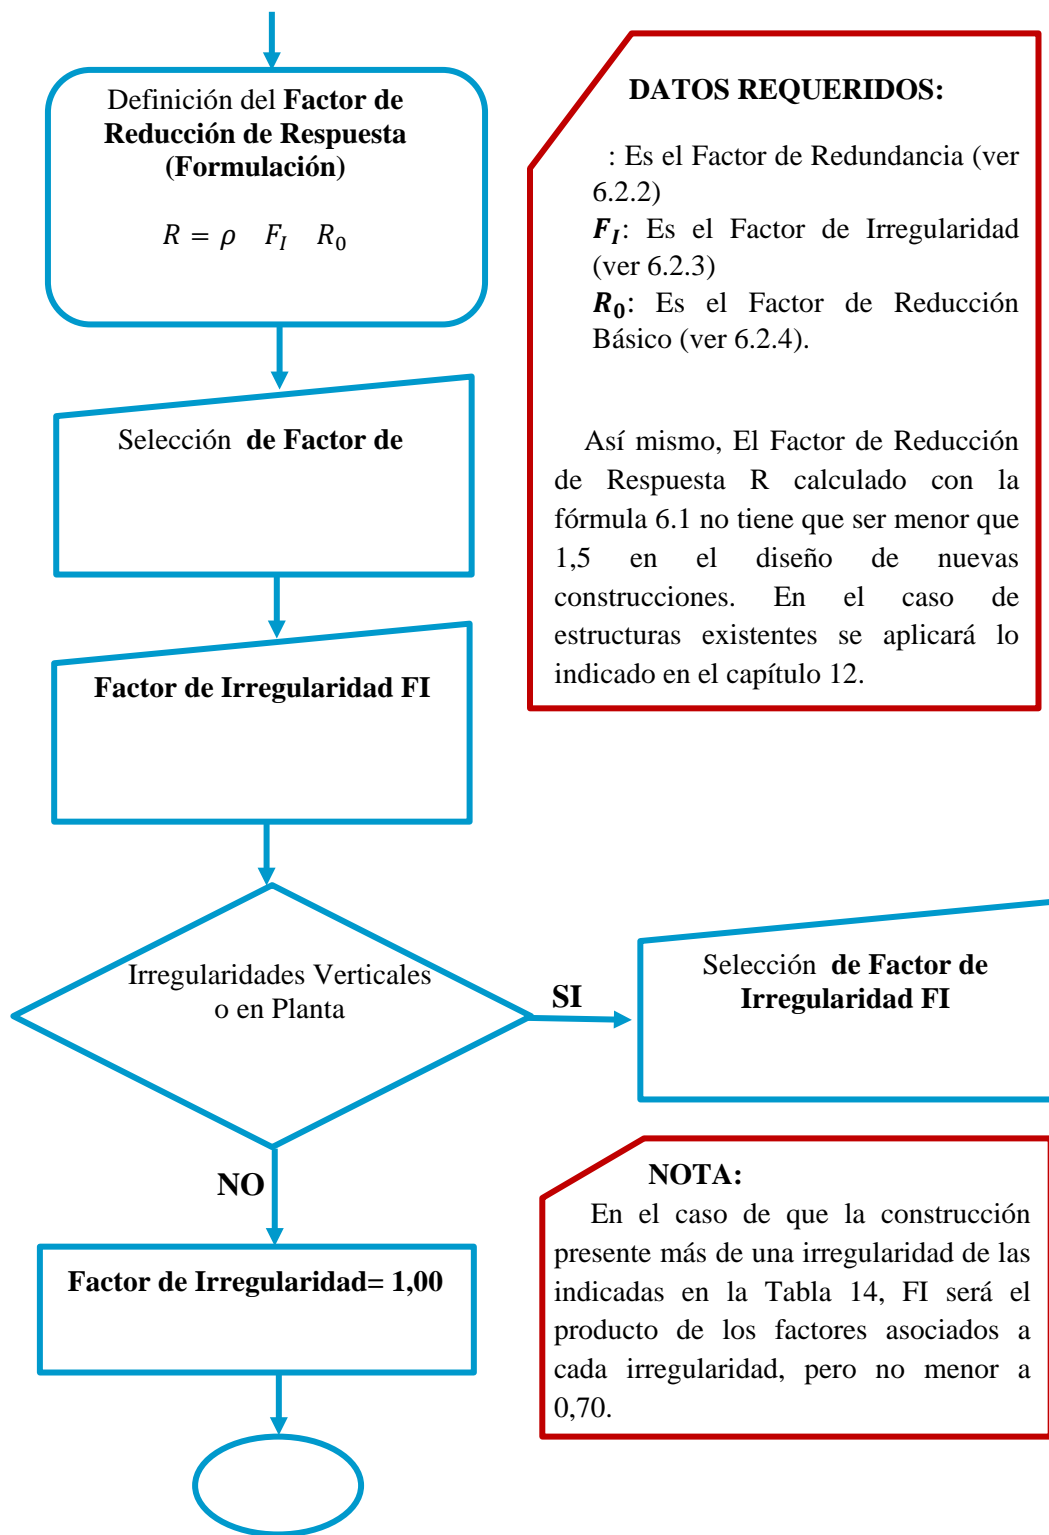 Definición del Factor de
Reducción de Respuesta
(Formulación)
R = ρ F_I R_0
DATOS REQUERIDOS:
: Es el Factor de Redundancia (ver
6.2.2)
F_I: Es el Factor de Irregularidad
(ver 6.2.3)
R_0: Es el Factor de Reducción
Básico (ver 6.2.4).
Así mismo, El Factor de Reducción
de Respuesta R calculado con la
fórmula 6.1 no tiene que ser menor que
1,5 en el diseño de nuevas
construcciones. En el caso de
estructuras existentes se aplicará lo
indicado en el capítulo 12.
Selección de Factor de
Factor de Irregularidad FI
Irregularidades Verticales
o en Planta
SI
Selección de Factor de
Irregularidad FI
NO
Factor de Irregularidad= 1,00
NOTA:
En el caso de que la construcción
presente más de una irregularidad de las
indicadas en la Tabla 14, FI será el
producto de los factores asociados a
cada irregularidad, pero no menor a
0,70.